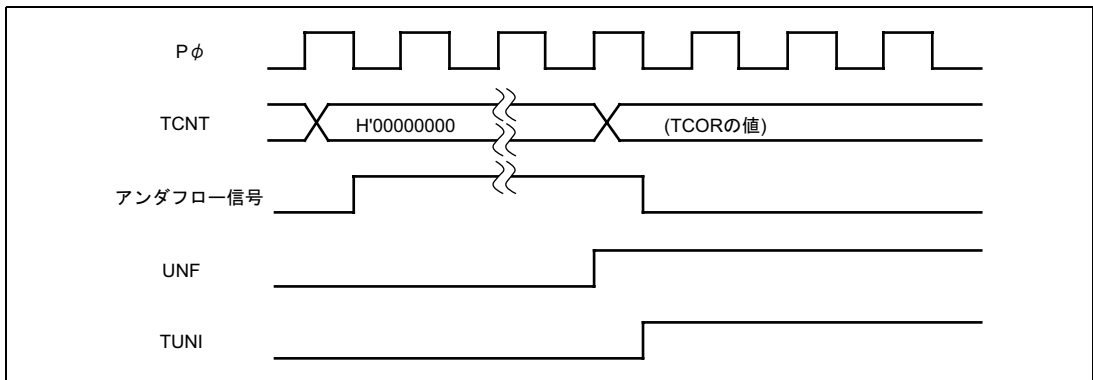 Pφ
TCNT
H'00000000
(TCORの値)
アンダフロー信号
UNF
TUNI